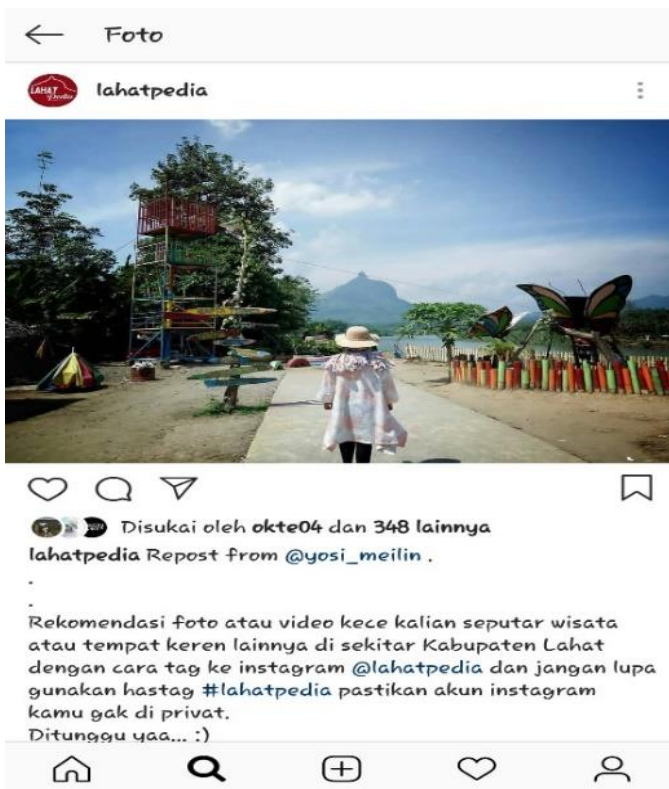 Foto
LAHAT
Pedia
lahatpedia
Disukai oleh okte04 dan 348 lainnya
lahatpedia Repost from @yosi_meilin .
.
.
Rekomendasi foto atau video kece kalian seputar wisata
atau tempat keren lainnya di sekitar Kabupaten Lahat
dengan cara tag ke instagram @lahatpedia dan jangan lupa
gunakan hastag #lahatpedia pastikan akun instagram
kamu gak di privat.
Ditunggu yaa... :)